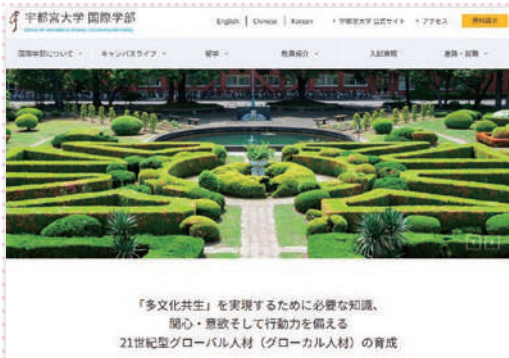 宇都宮大学 国際学部
English | Chinese | Korean
宇都宮大学 公式サイト
アクセス
資料請求
国際学部について
キャンパスライフ
留学
教員紹介
入試情報
進路・就職
「多文化共生」を実現するために必要な知識、
関心・意欲そして行動力を備える
21世紀型グローバル人材（グローカル人材）の育成